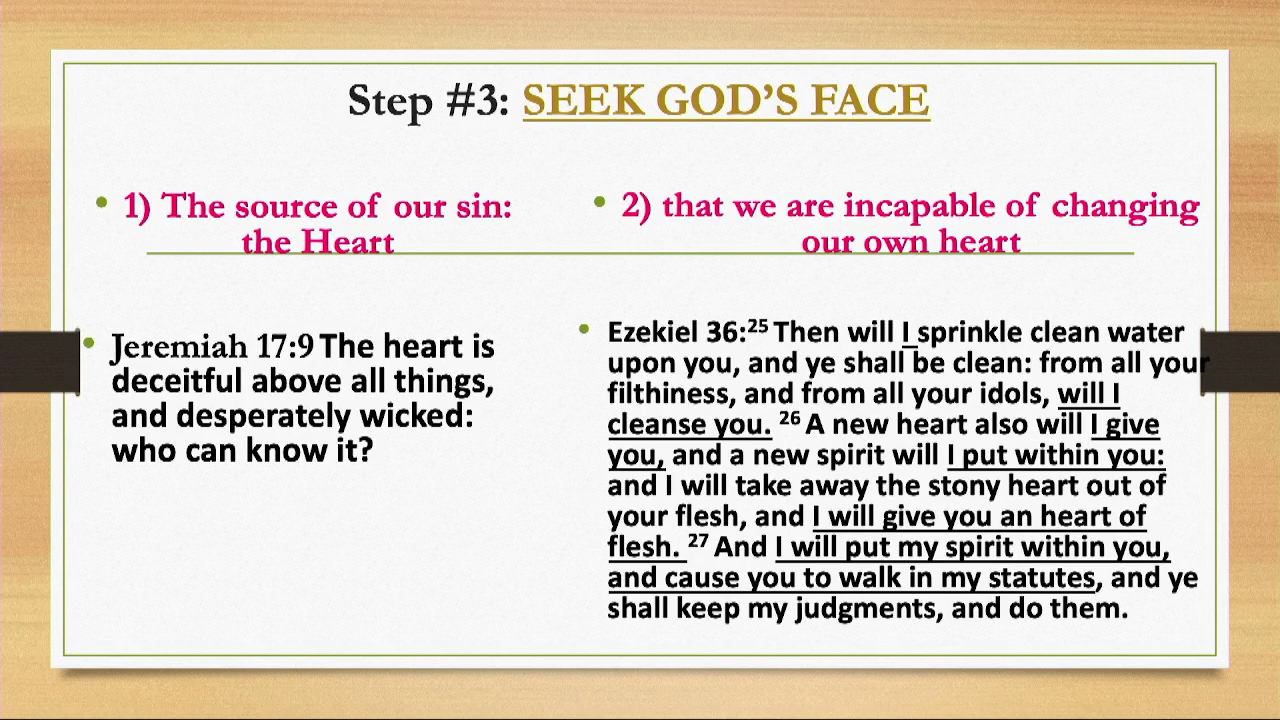 Step #3: SEEK GOD'S FACE
• 1) The source of our sin:
the Heart
• Jeremiah 17:9 The heart is
deceitful above all things,
and desperately wicked:
who can know it?
• 2) that we are incapable of changing
our own heart
• Ezekiel 36:25 Then will I sprinkle clean water
upon you, and ye shall be clean: from all your
filthiness, and from all your idols, will I
cleanse you. 26 A new heart also will I give
you, and a new spirit will I put within you:
and I will take away the stony heart out of
your flesh, and I will give you an heart of
flesh. 27 And I will put my spirit within you,
and cause you to walk in my statutes, and ye
shall keep my judgments, and do them.